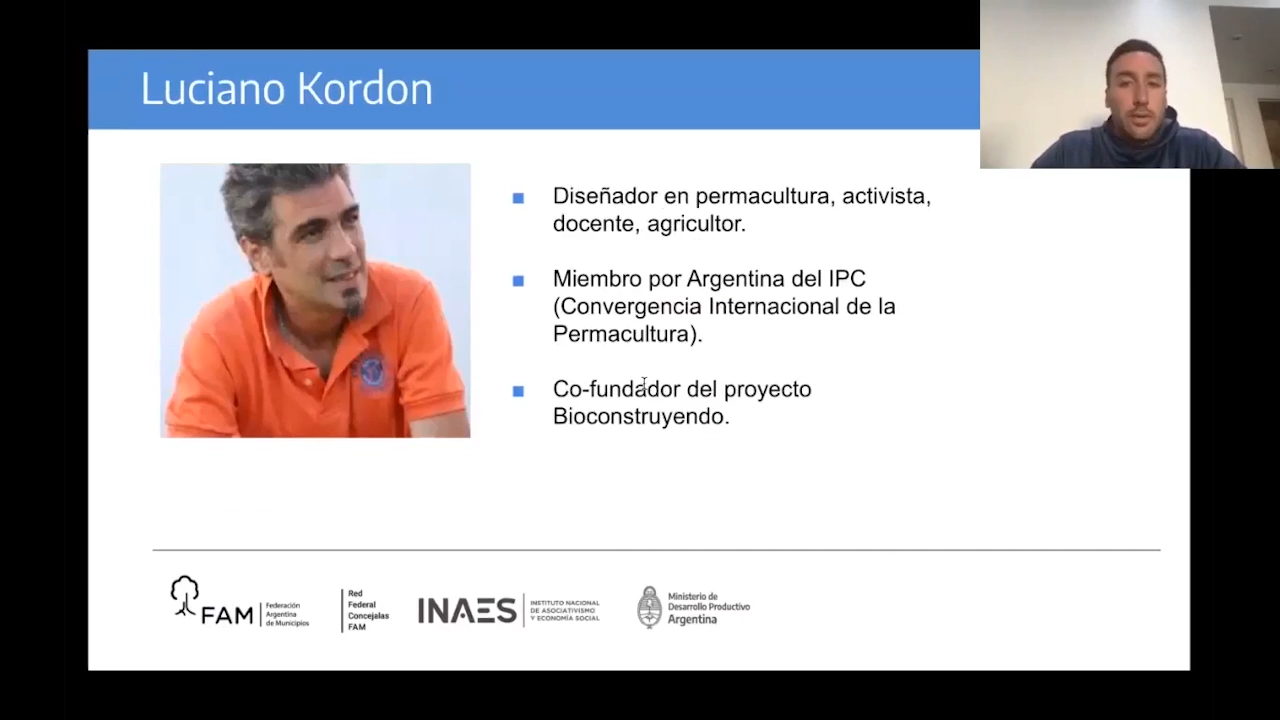 Luciano Kordon
Diseñador en permacultura, activista,
docente, agricultor.
Miembro por Argentina del IPC
(Convergencia Internacional de la
Permacultura).
Co-fundador del proyecto
Bioconstruyendo.
FAM
Federación
Argentina
de Municipios
Red
Federal
Concejalas
FAM
INAES
INSTITUTO NACIONAL
DE ASOCIATIVISMO
Y ECONOMÍA SOCIAL
Ministerio de
Desarrollo Productivo
Argentina